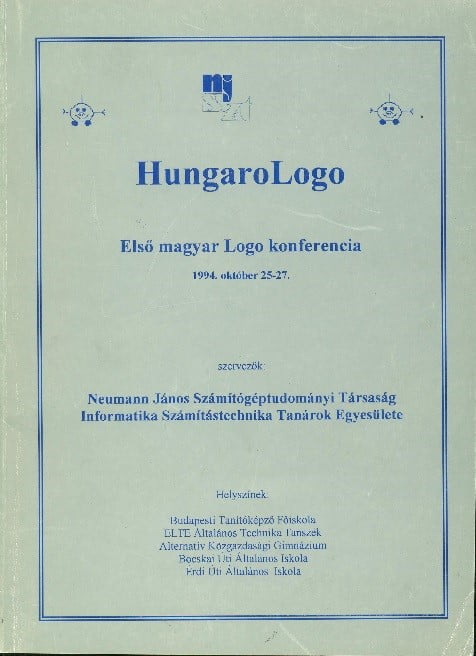 nj
HungaroLogo
Első magyar Logo konferencia
1994. október 25-27.
szervezők:
Neumann János Számítógéptudományi Társaság
Informatika Számítástechnika Tanárok Egyesülete
Helyszínek:
Budapesti Tanítóképző Főiskola
ELTE Általános Technika Tanszék
Alternatív Közgazdasági Gimnázium
Bocskai Úti Általános Iskola
Érdi Úti Általános Iskola